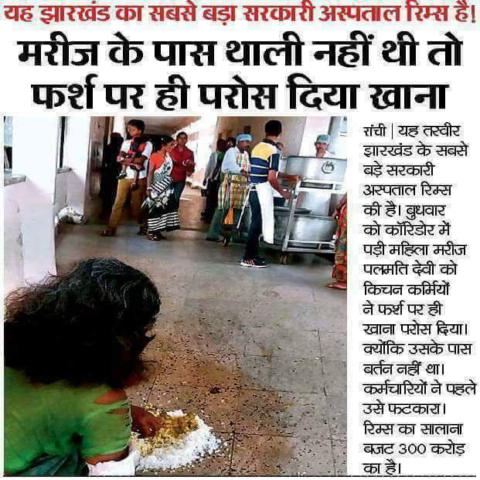 यह झारखंड का सबसे बड़ा सरकारी अस्पताल रिम्स है!
मरीज के पास थाली नहीं थी तो
फर्श पर ही परोस दिया खाना
रांची | यह तस्वीर
झारखंड के सबसे
बड़े सरकारी
अस्पताल रिम्स
की है। बुधवार
को कॉरिडोर में
पड़ी महिला मरीज
पलमति देवी को
किचन कर्मियों
ने फर्श पर ही
खाना परोस दिया।
क्योंकि उसके पास
बर्तन नहीं था।
कर्मचारियों ने पहले
उसे फटकारा।
रिम्स का सालाना
बजट 300 करोड़
का है।